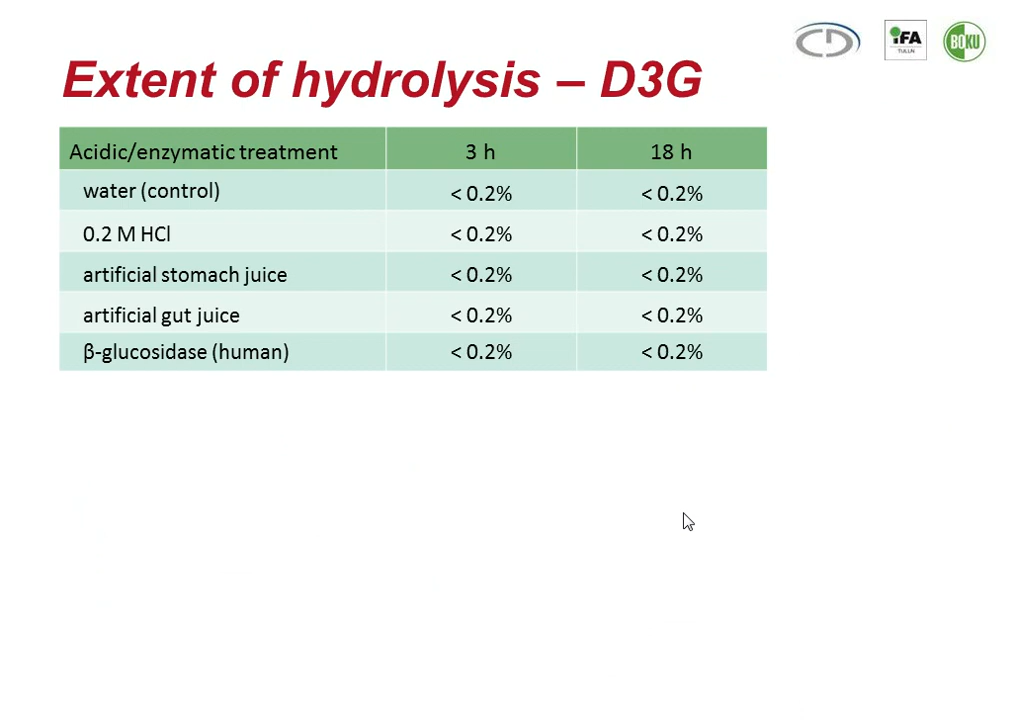 CD
iFA
TULLN
BOKU
Extent of hydrolysis – D3G
Acidic/enzymatic treatment 3 h 18 h
water (control) < 0.2% < 0.2%
0.2 M HCl < 0.2% < 0.2%
artificial stomach juice < 0.2% < 0.2%
artificial gut juice < 0.2% < 0.2%
β-glucosidase (human) < 0.2% < 0.2%